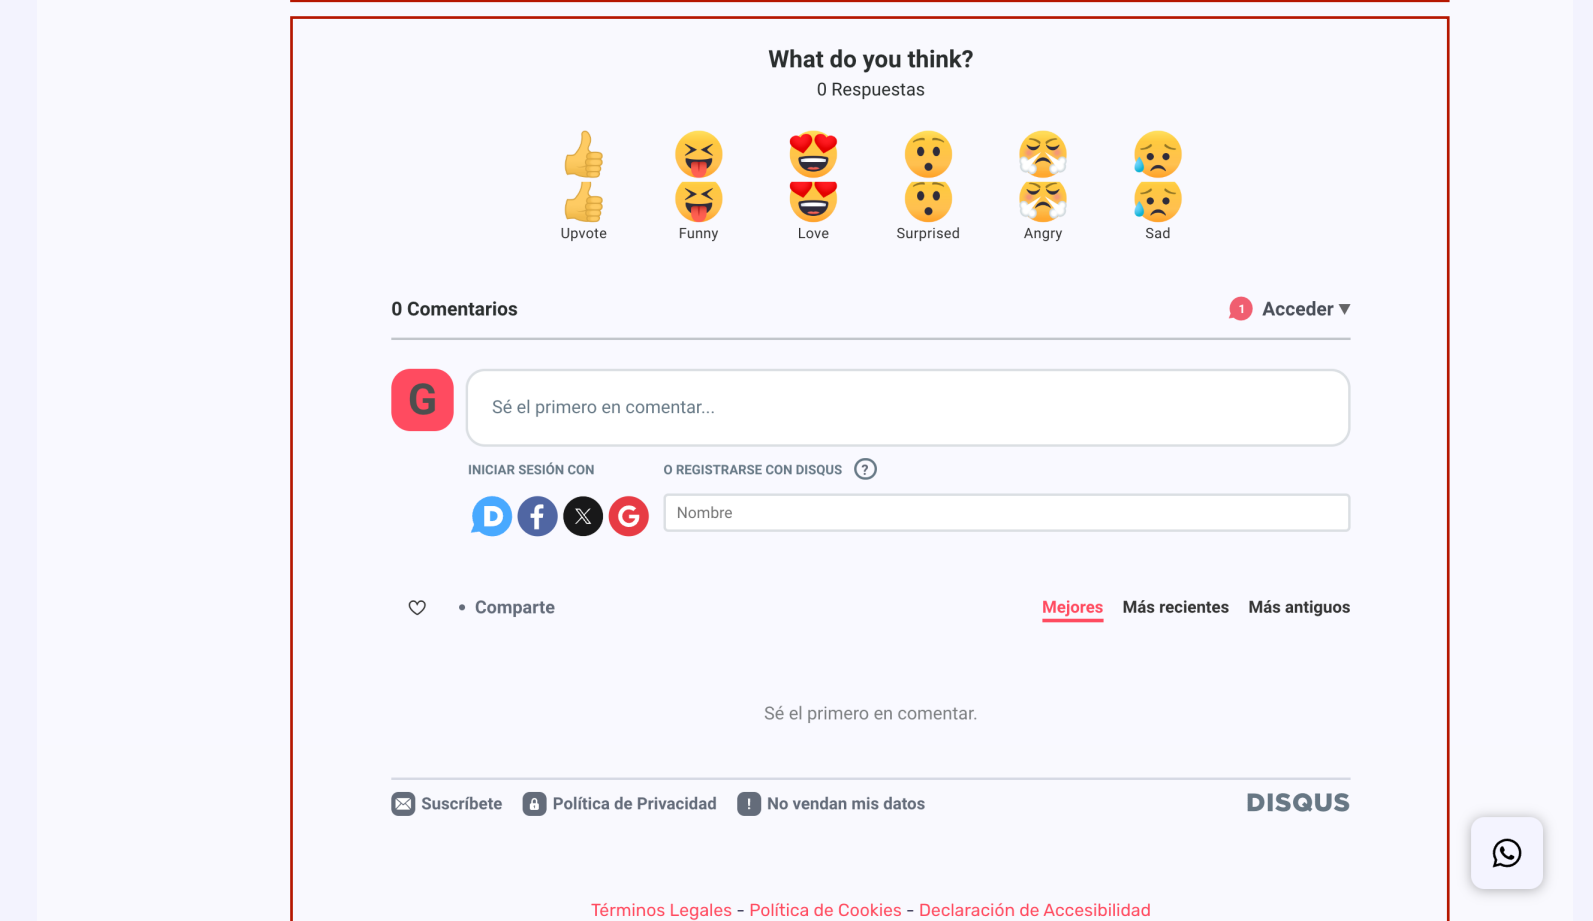 What do you think?
0 Respuestas
Upvote Funny Love Surprised Angry Sad
0 Comentarios 1 Acceder
G Sé el primero en comentar...
INICIAR SESIÓN CON O REGISTRARSE CON DISQUS ?
D f X G Nombre
• Comparte Mejores Más recientes Más antiguos
Sé el primero en comentar.
Suscríbete Política de Privacidad ! No vendan mis datos DISQUS
Términos Legales - Política de Cookies - Declaración de Accesibilidad